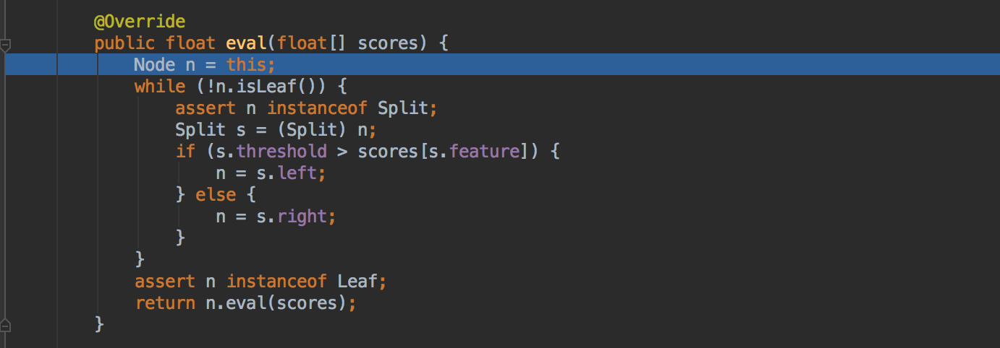 @Override
public float eval(float[] scores) {
Node n = this;
while (!n.isLeaf()) {
assert n instanceof Split;
Split s = (Split) n;
if (s.threshold > scores[s.feature]) {
n = s.left;
} else {
n = s.right;
}
}
assert n instanceof Leaf;
return n.eval(scores);
}